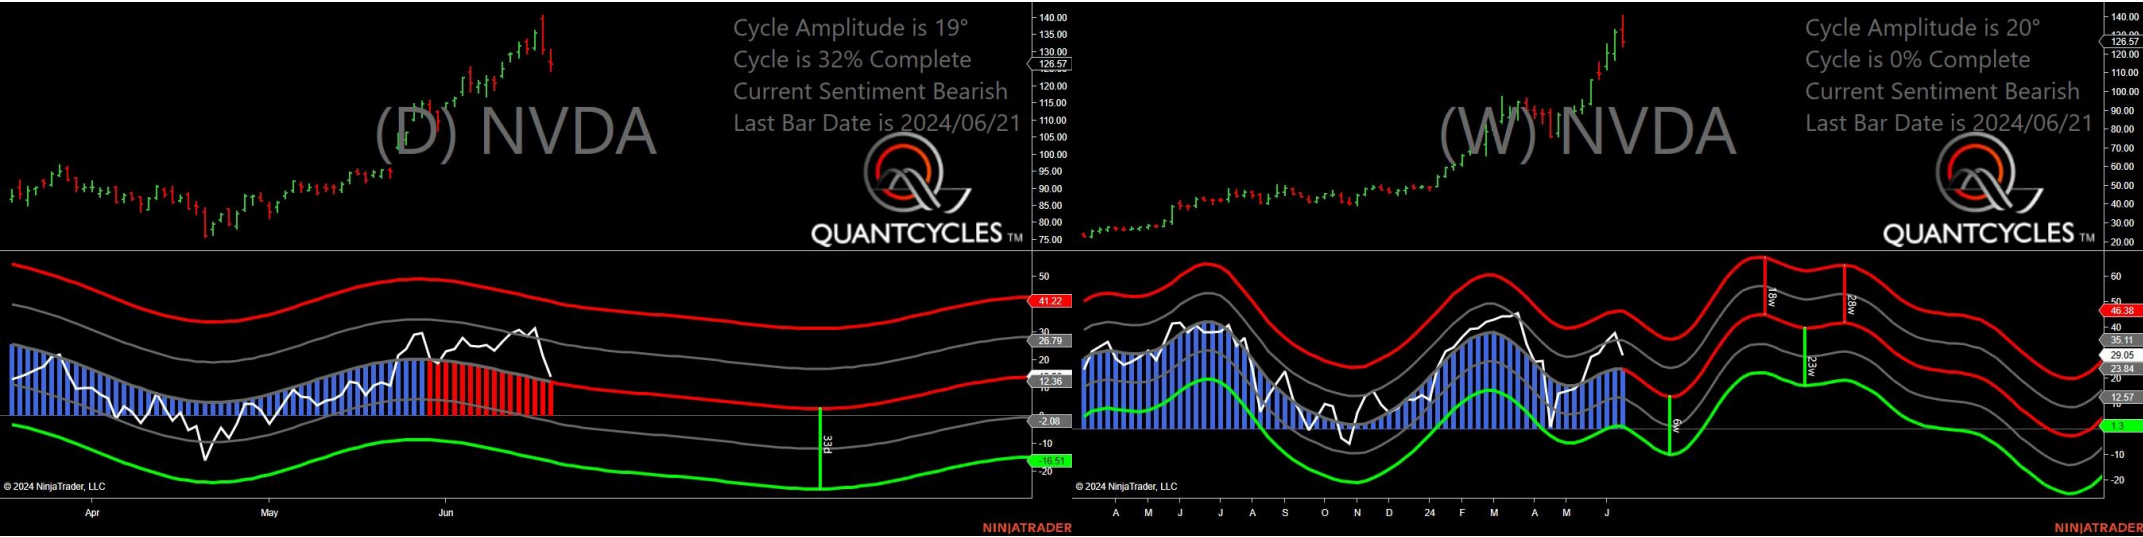 Cycle Amplitude is 19°
Cycle is 32% Complete
Current Sentiment Bearish
Last Bar Date is 2024/06/21
(D) NVDA
QUANTCYCLES TM
140.00
135.00
130.00
126.57
120.00
115.00
110.00
105.00
100.00
95.00
90.00
85.00
80.00
75.00
50
41.22
30
26.79
20
12.36
0
-2.08
-10
-16.51
-20
33d
© 2024 NinjaTrader, LLC
Apr May Jun
NINJATRADER
Cycle Amplitude is 20°
Cycle is 0% Complete
Current Sentiment Bearish
Last Bar Date is 2024/06/21
(W) NVDA
QUANTCYCLES TM
140.00
126.57
120.00
110.00
100.00
90.00
80.00
70.00
60.00
50.00
40.00
30.00
20.00
60
50
46.38
40
35.11
29.05
23.84
20
12.57
1.3
-10
-20
18w
28w
23w
6w
© 2024 NinjaTrader, LLC
A M J J A S O N D 24 F M A M J
NINJATRADER